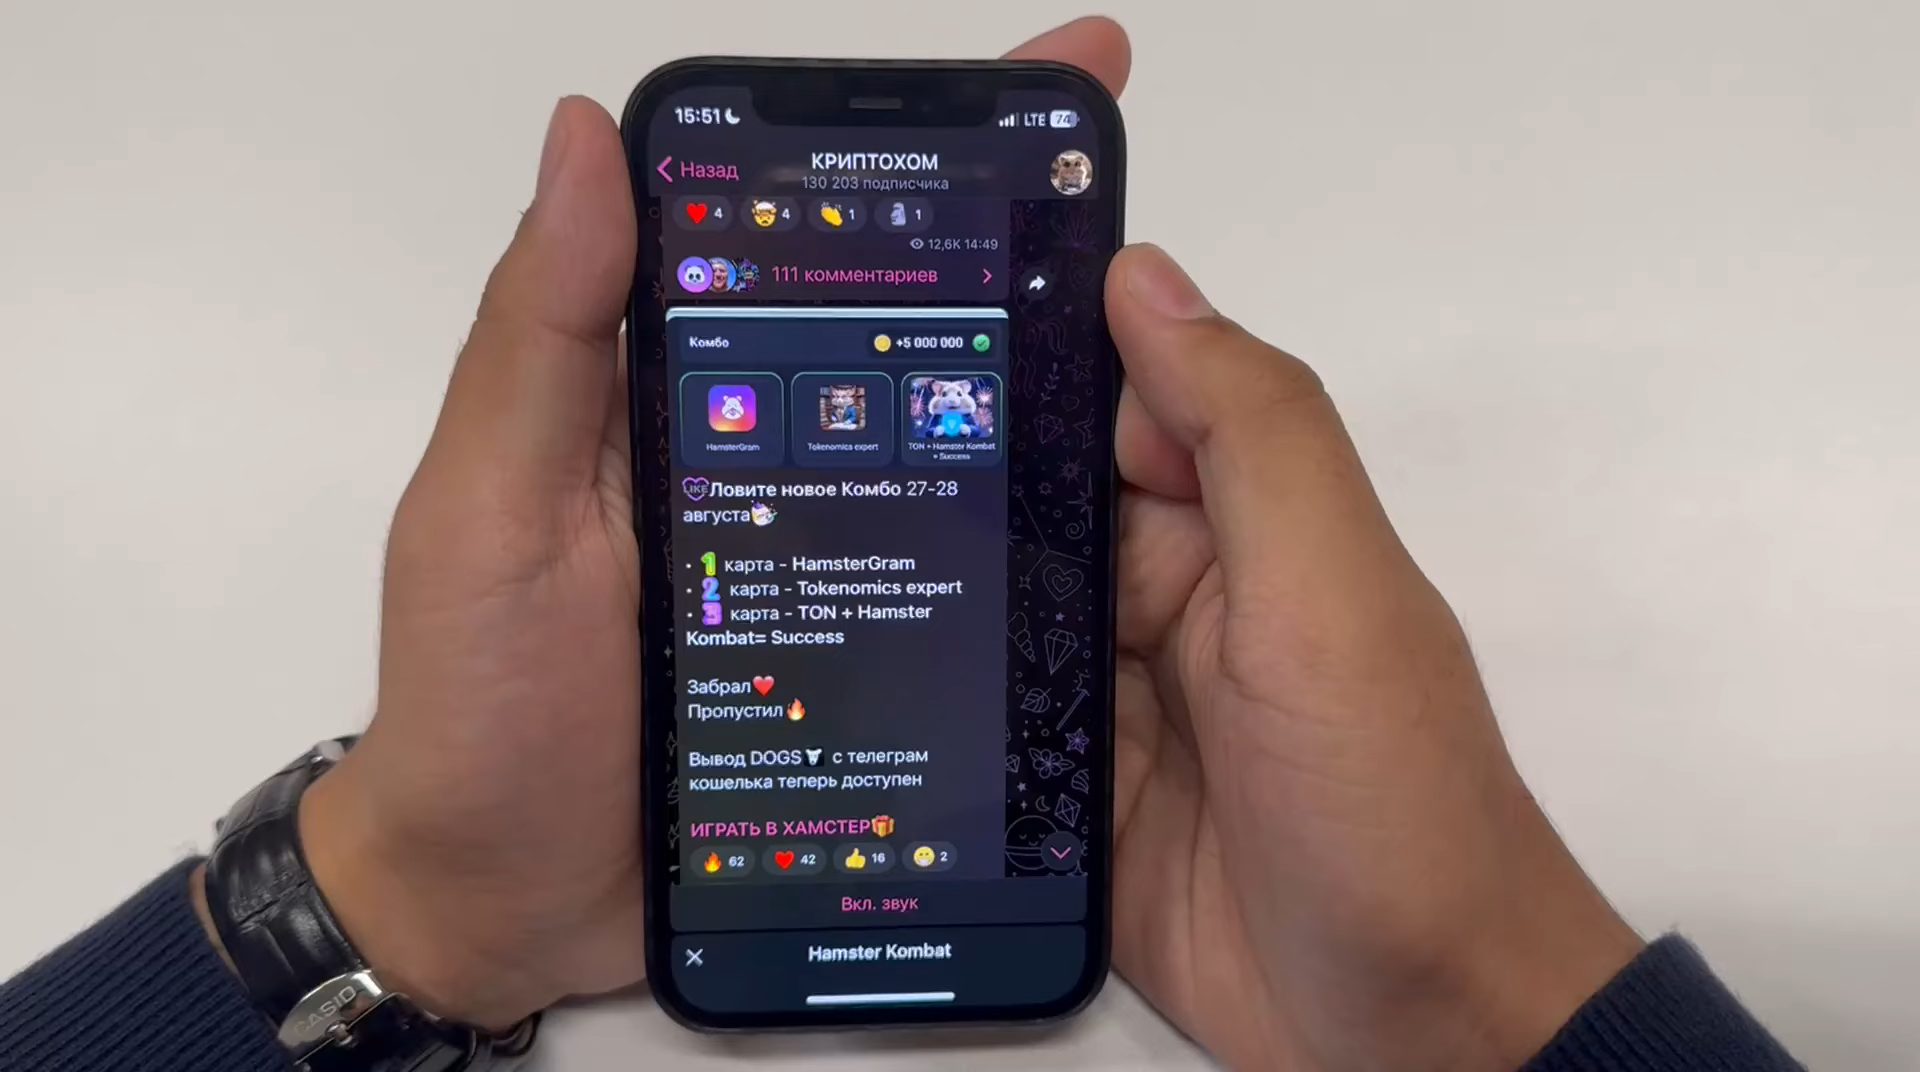 15:51
LTE 74
Назад
КРИПТОХОМ
130 203 подписчика
4 4 1 1
12,6K 14:49
111 комментариев
Комбо +5 000 000
HamsterGram
Tokenomics expert
TON + Hamster Kombat
= Success
LIKE Ловите новое Комбо 27-28
августа
• 1 карта - HamsterGram
• 2 карта - Tokenomics expert
• 3 карта - TON + Hamster
Kombat= Success
Забрал
Пропустил
Вывод DOGS с телеграм
кошелька теперь доступен
ИГРАТЬ В ХАМСТЕР
62 42 16 2
Вкл. звук
Hamster Kombat
CASIO